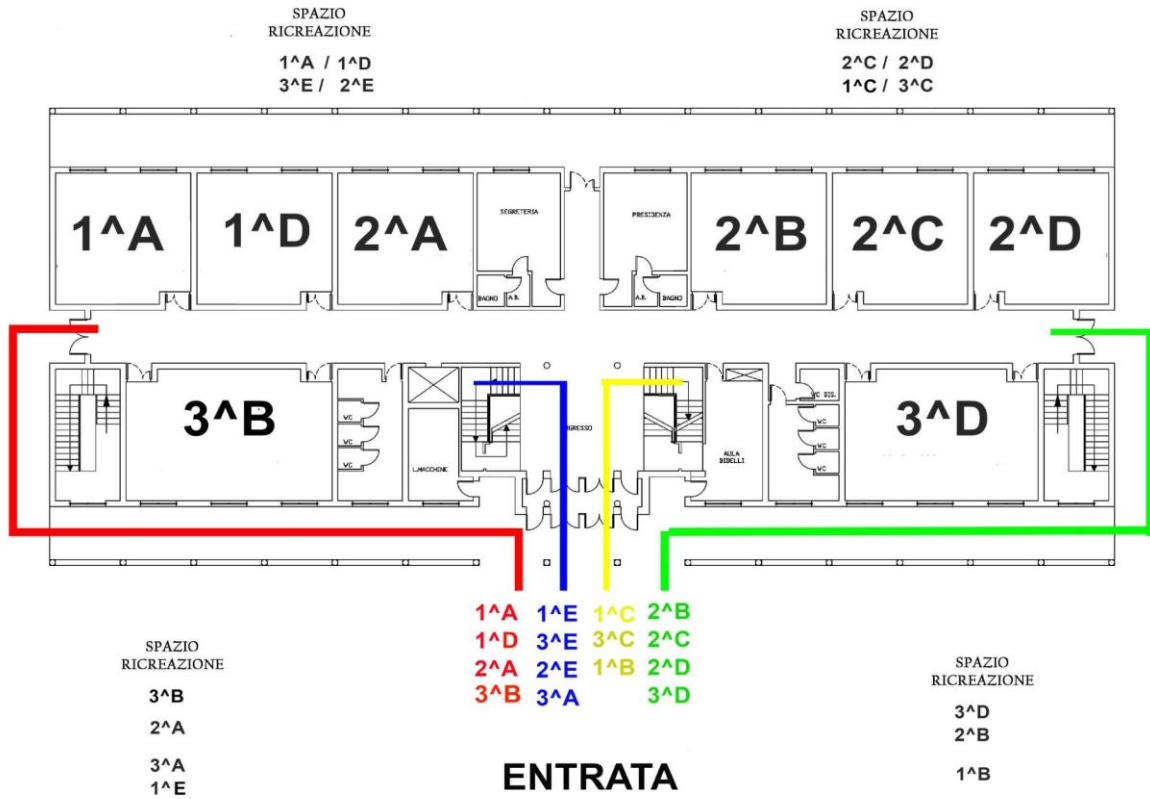 SPAZIO
RICREAZIONE
1^A / 1^D
3^E / 2^E
SPAZIO
RICREAZIONE
2^C / 2^D
1^C / 3^C
1^A
1^D
2^A
SEGRETERIA
PRESIDENZA
2^B
2^C
2^D
BAGNO
A.B.
A.B.
BAGNO
3^B
WC
WC
WC
L.MACCHINE
INGRESSO
AULA
BIDELLI
WC DIS.
WC
WC
WC
3^D
1^A 1^E 1^C 2^B
1^D 3^E 3^C 2^C
2^A 2^E 1^B 2^D
3^B 3^A 3^D
SPAZIO
RICREAZIONE
3^B
2^A
3^A
1^E
SPAZIO
RICREAZIONE
3^D
2^B
1^B
ENTRATA